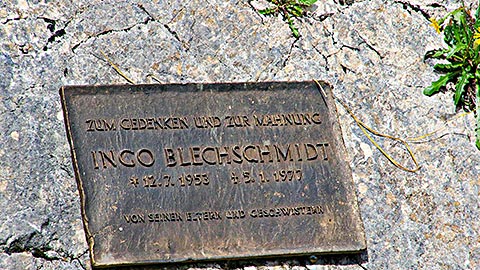 ZUM GEDENKEN UND ZUR MAHNUNG
INGO BLECHSCHMIDT
* 12.7. 1953 + 5.1. 1977
VON SEINEN ELTERN UND GESCHWISTERN